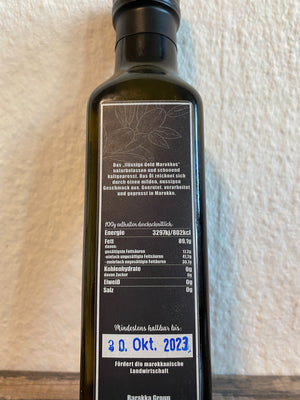 Das „flüssige Gold Marokkos"
naturbelassen und schonend
kaltgepresst. Das Öl zeichnet sich
durch einen milden, nussigen
Geschmack aus. Geerntet, verarbeitet
und gepresst in Marokko.
100g enthalten durchschnittlich:
Energie 3297kj/802kcl
Fett 89,1g
davon:
gesättigte Fettsäuren
-einfach ungesättigte Fettsäuren
-mehrfach ungesättigte Fettsäuren
Kohlenhydrate 0g
davon Zucker 0g
Eiweiß 0g
Salz 0g
Mindestens haltbar bis:
30. Okt. 2023
Fördert die marokkanische
Landwirtschaft
Barakka Group